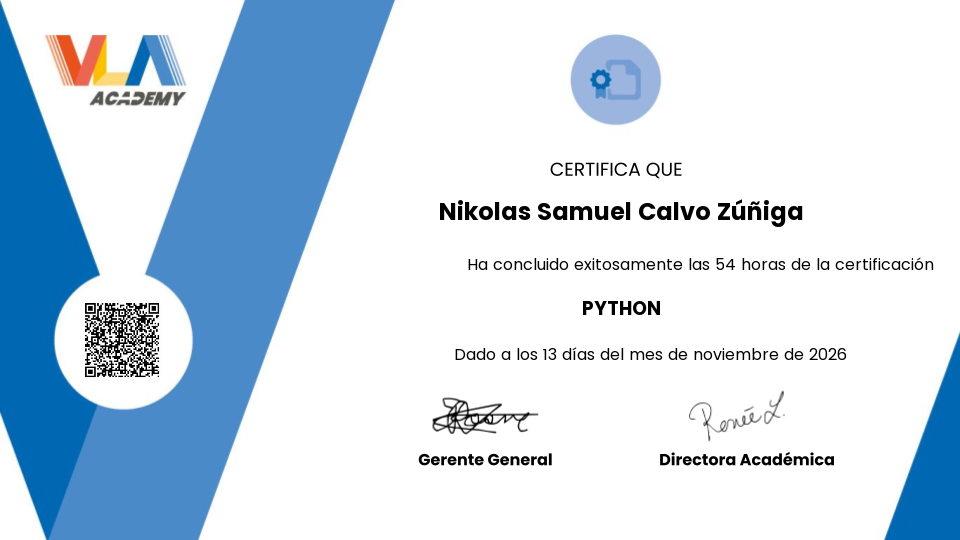 VLA
ACADEMY
CERTIFICA QUE
Nikolas Samuel Calvo Zúñiga
Ha concluido exitosamente las 54 horas de la certificación
PYTHON
Dado a los 13 días del mes de noviembre de 2026
Renéé L.
Gerente General
Directora Académica